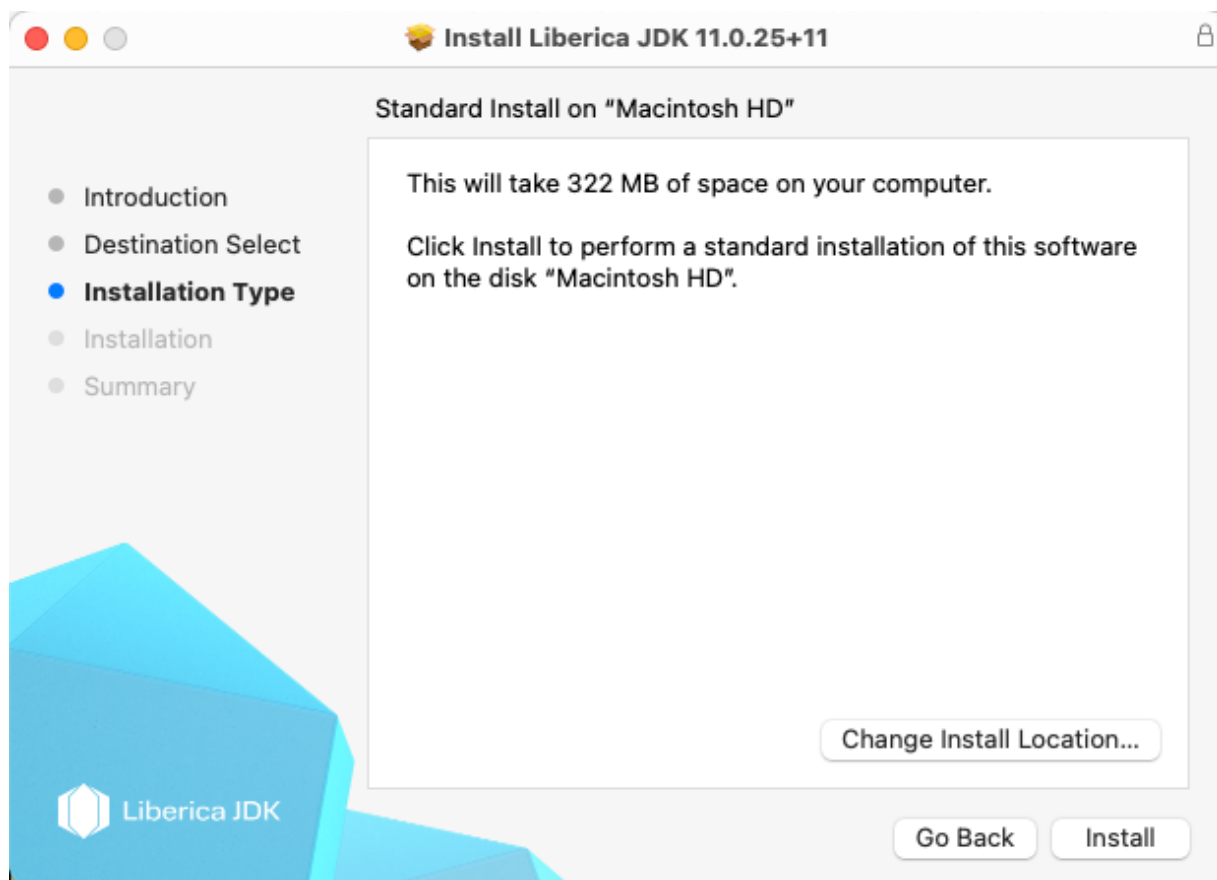 Install Liberica JDK 11.0.25+11
Standard Install on “Macintosh HD”
Introduction
Destination Select
Installation Type
Installation
Summary
This will take 322 MB of space on your computer.
Click Install to perform a standard installation of this software
on the disk “Macintosh HD”.
Change Install Location...
Liberica JDK
Go Back
Install